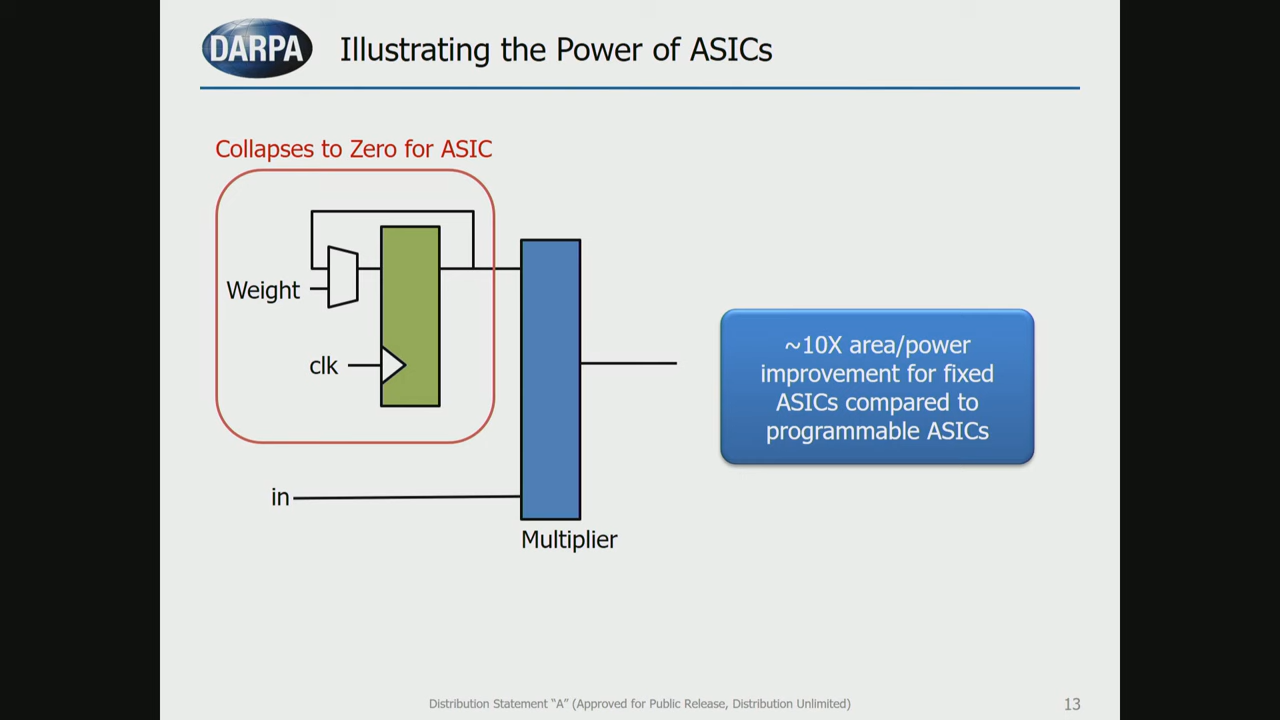 DARPA
Illustrating the Power of ASICs
Collapses to Zero for ASIC
Weight
clk
in
Multiplier
~10X area/power
improvement for fixed
ASICs compared to
programmable ASICs
Distribution Statement “A” (Approved for Public Release, Distribution Unlimited)
13